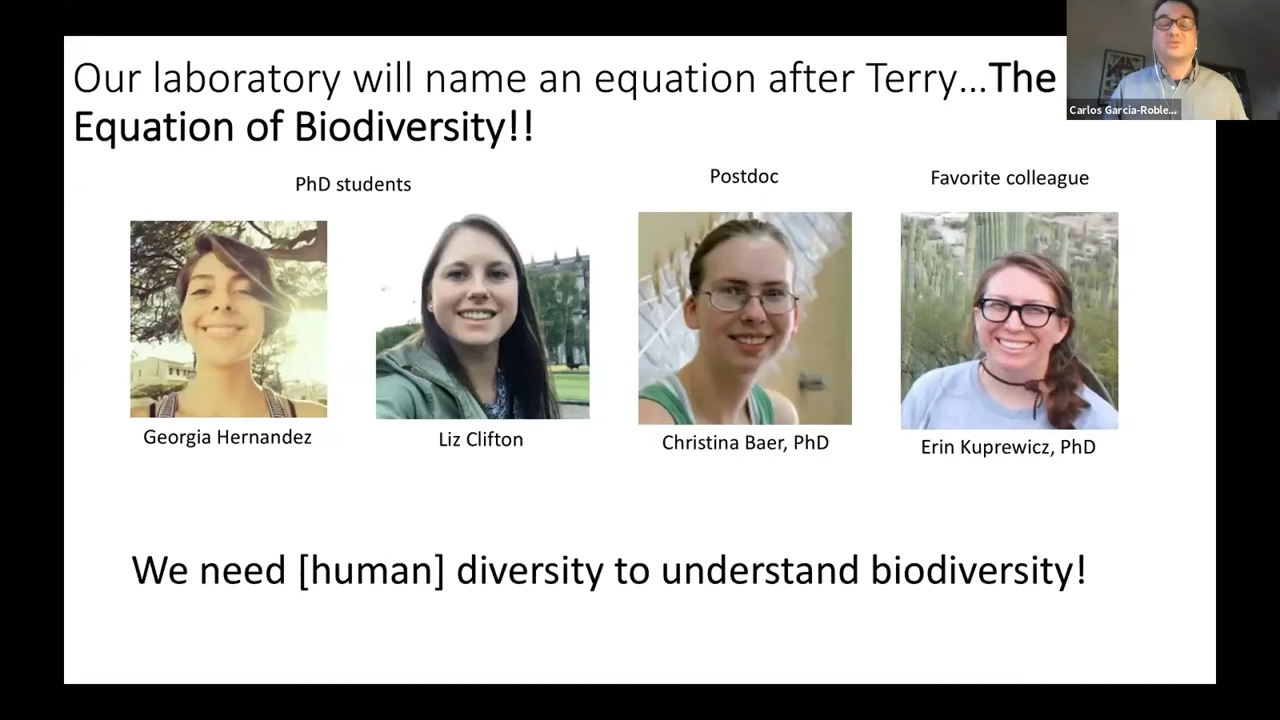 Our laboratory will name an equation after Terry...The
Equation of Biodiversity!!
Carlos Garcia-Roble...
PhD students
Postdoc
Favorite colleague
Georgia Hernandez
Liz Clifton
Christina Baer, PhD
Erin Kuprewicz, PhD
We need [human] diversity to understand biodiversity!